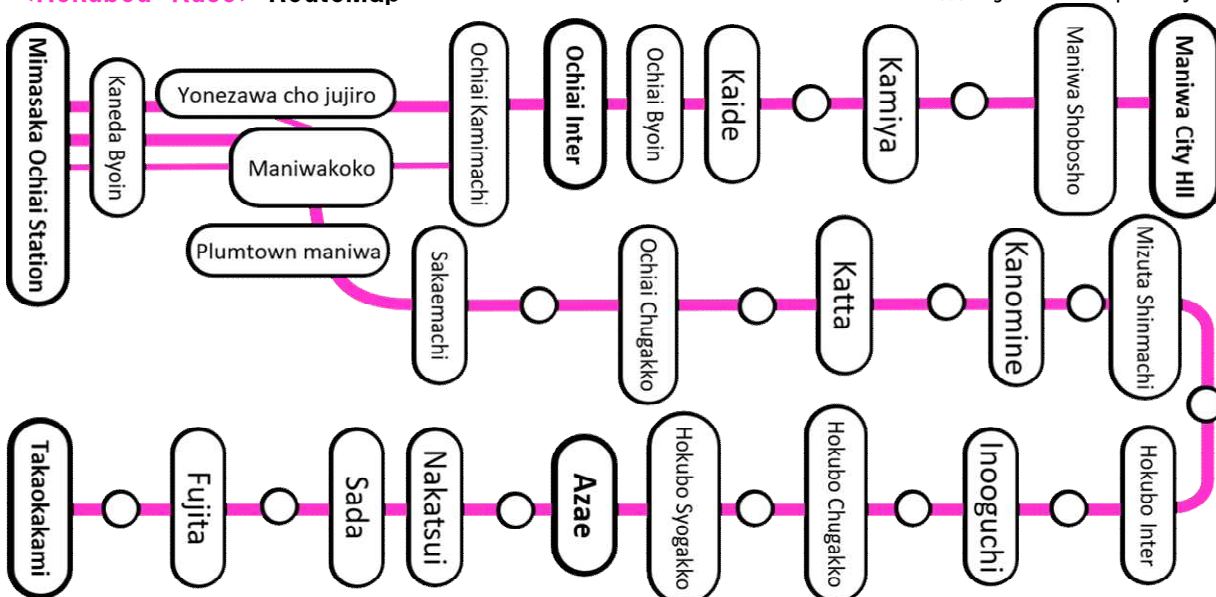 RouteMap
Mimasaka Ochiai Station
Kaneda Byoin
Yonezawa cho jujiro
Maniwakoko
Plumtown maniwa
Ochiai Kamimachi
Ochiai Inter
Ochiai Byoin
Kaide
Kamiya
Maniwa Shobosho
Maniwa City Hll
Sakaemachi
Ochiai Chugakko
Katta
Kanomine
Mizuta Shinmachi
Takaokakami
Fujita
Sada
Nakatsui
Azae
Hokubo Syogakko
Hokubo Chugakko
Inooguchi
Hokubo Inter